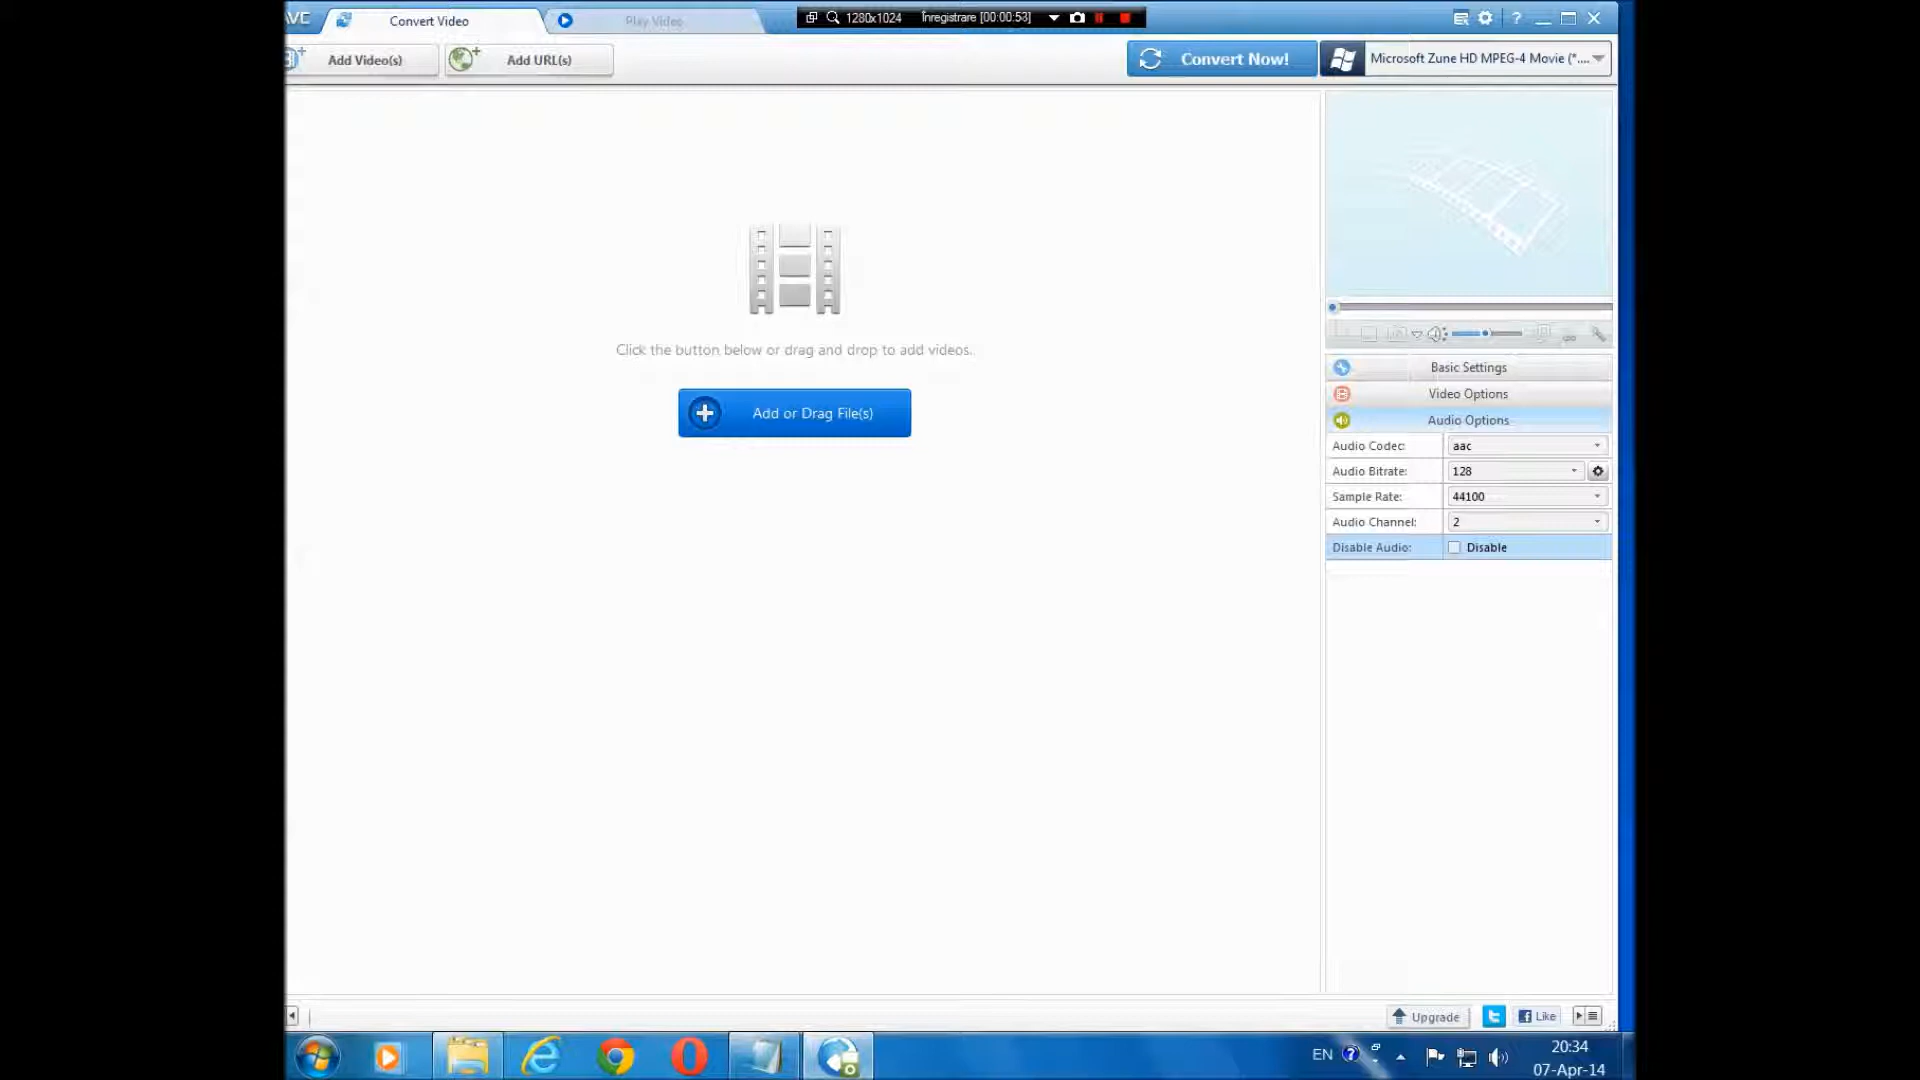 AVC
Convert Video
Play Video
1280x1024
Înregistrare [00:00:53]
?
Add Video(s)
Add URL(s)
Convert Now!
Microsoft Zune HD MPEG-4 Movie (*....
Click the button below or drag and drop to add videos.
Add or Drag File(s)
Basic Settings
Video Options
Audio Options
Audio Codec: aac
Audio Bitrate: 128
Sample Rate: 44100
Audio Channel: 2
Disable Audio: Disable
Upgrade
Like
EN
20:34
07-Apr-14